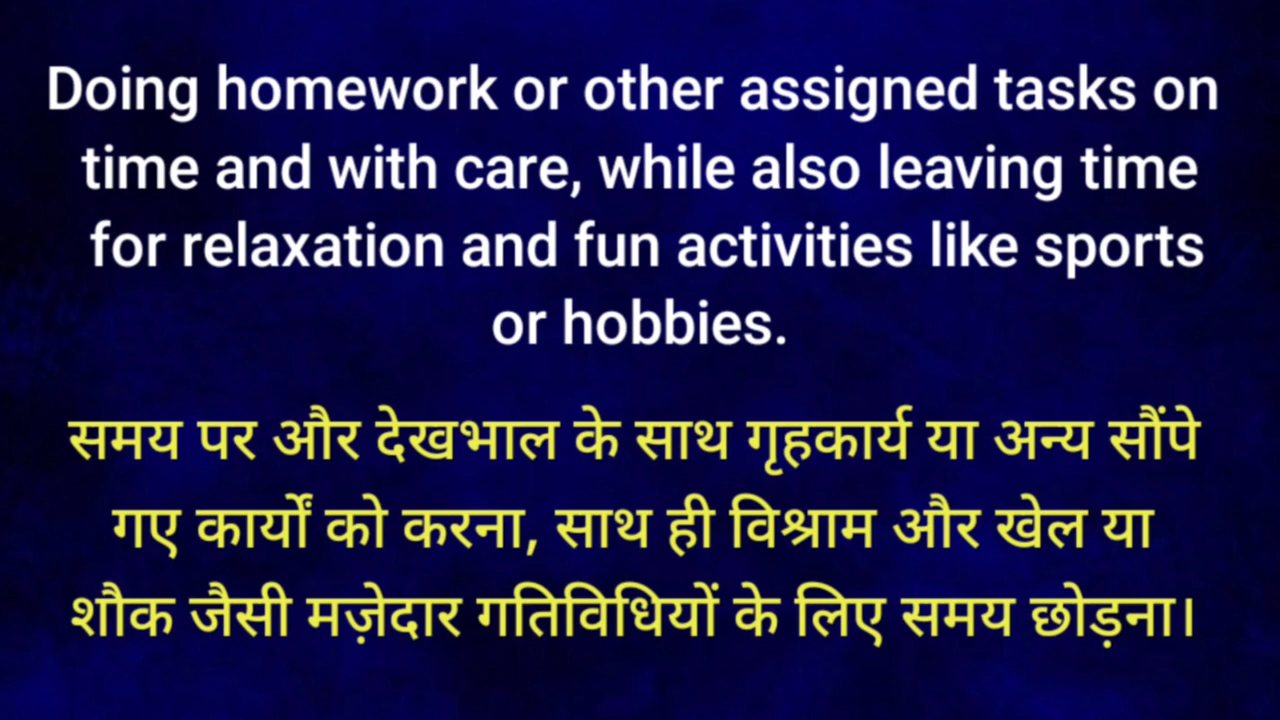 Doing homework or other assigned tasks on
time and with care, while also leaving time
for relaxation and fun activities like sports
or hobbies.
समय पर और देखभाल के साथ गृहकार्य या अन्य सौंपे
गए कार्यों को करना, साथ ही विश्राम और खेल या
शौक जैसी मज़ेदार गतिविधियों के लिए समय छोड़ना।